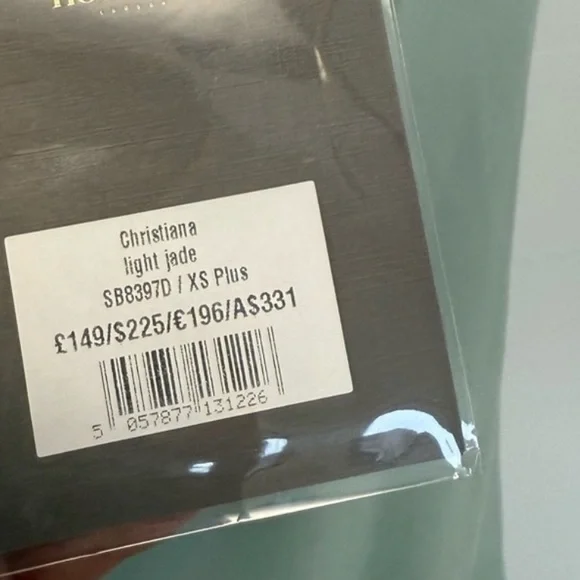 Christiana
light jade
SB8397D / XS Plus
£149/$225/€196/A$331
5 057877 131226